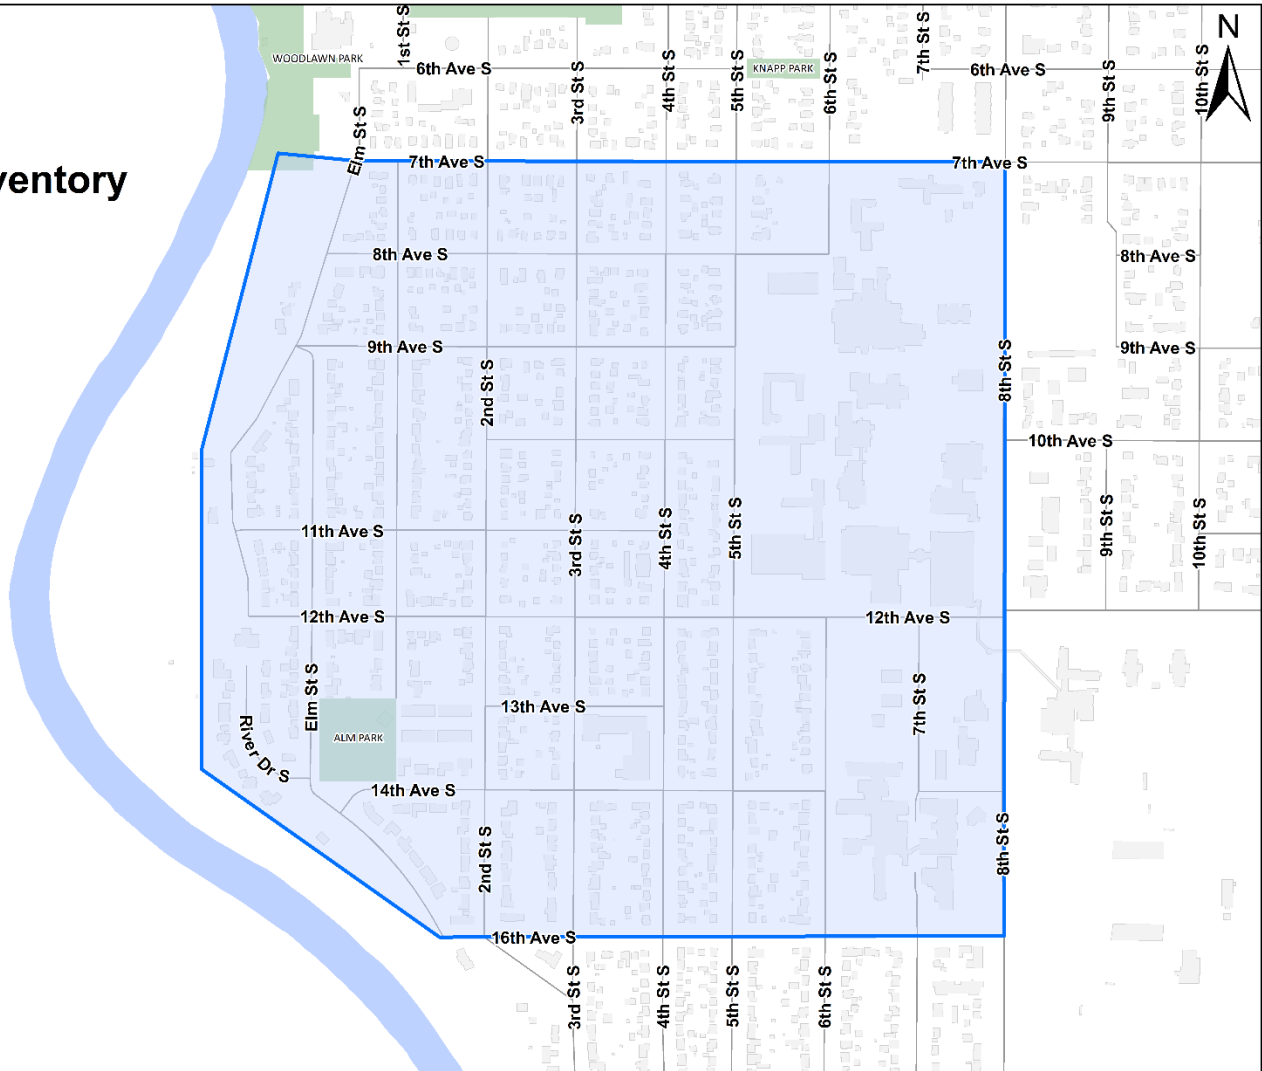 N
1st St S
7th St S
WOODLAWN PARK
6th Ave S
3rd St S
4th St S
5th St S
KNAPP PARK
6th St S
6th Ave S
9th St S
10th St S
Elm St S
7th Ave S
7th Ave S
ventory
8th Ave S
8th Ave S
9th Ave S
9th Ave S
2nd St S
8th St S
10th Ave S
11th Ave S
3rd St S
4th St S
5th St S
9th St S
10th St S
12th Ave S
12th Ave S
Elm St S
13th Ave S
7th St S
River Dr S
ALM PARK
14th Ave S
2nd St S
8th St S
16th Ave S
3rd St S
4th St S
5th St S
6th St S